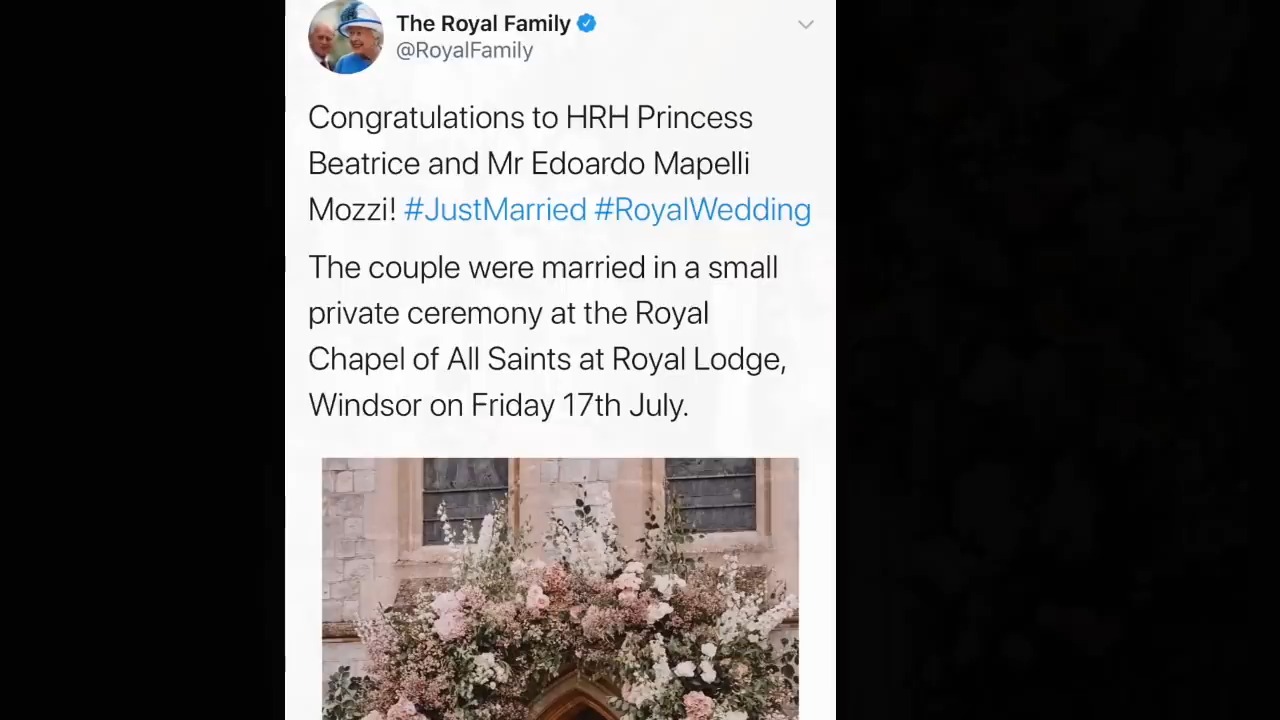 The Royal Family
@RoyalFamily
Congratulations to HRH Princess
Beatrice and Mr Edoardo Mapelli
Mozzi! #JustMarried #RoyalWedding
The couple were married in a small
private ceremony at the Royal
Chapel of All Saints at Royal Lodge,
Windsor on Friday 17th July.